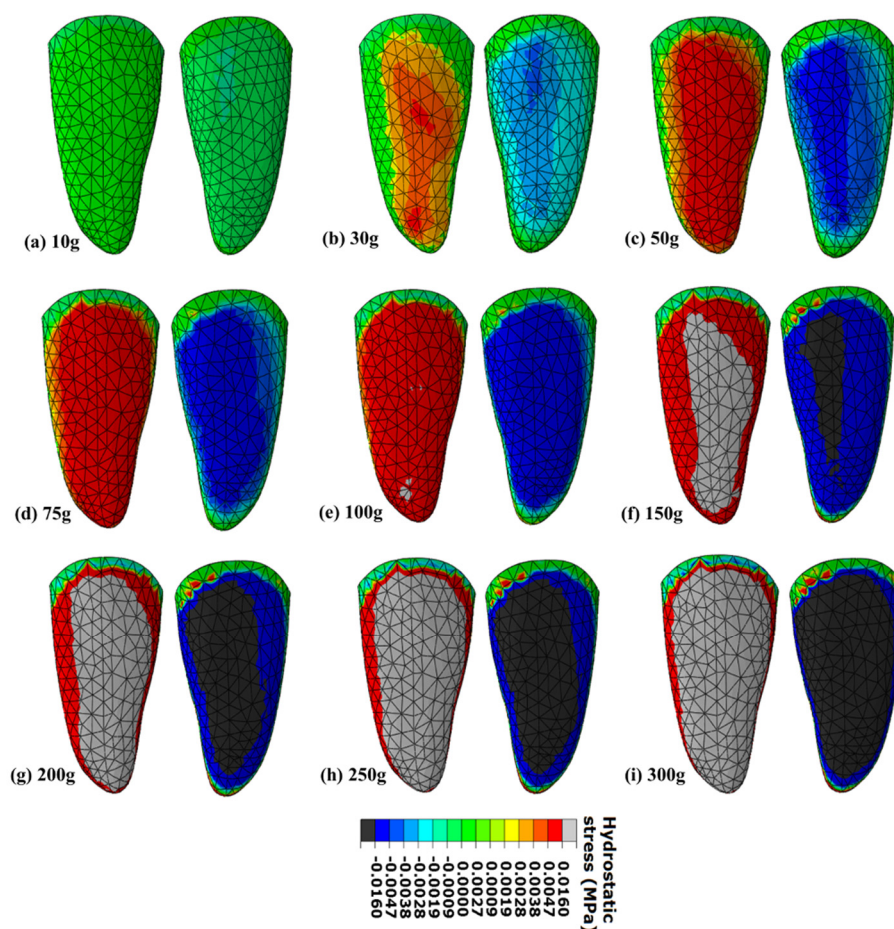 (a) 10g
(b) 30g
(c) 50g
(d) 75g
(e) 100g
(f) 150g
(g) 200g
(h) 250g
(i) 300g
Hydrostatic
stress (MPa)
0.0160
0.0047
0.0038
0.0028
0.0009
0.0027
0.0000
-0.0009
-0.0019
-0.0028
-0.0038
-0.0047
-0.0160